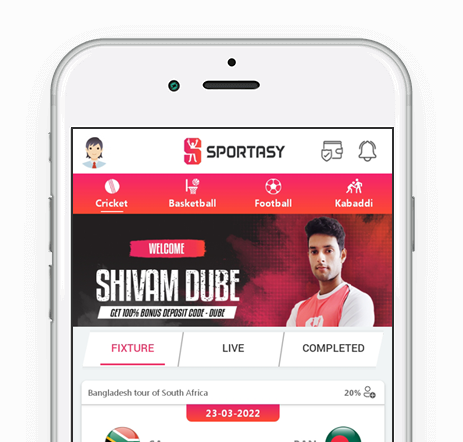 SPORTASY
Cricket Basketball Football Kabaddi
WELCOME
SHIVAM DUBE
GET 100% BONUS DEPOSIT CODE - DUBE
FIXTURE LIVE COMPLETED
Bangladesh tour of South Africa 20%
23-03-2022